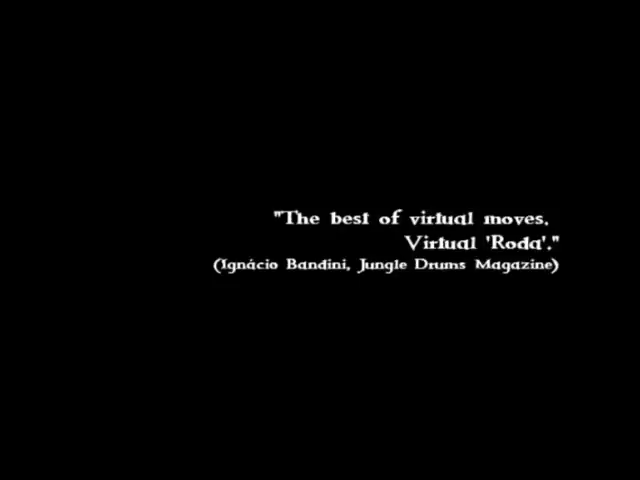 "The best of virtual moves.
Virtual 'Roda'."
(Ignácio Bandini, Jungle Drums Magazine)